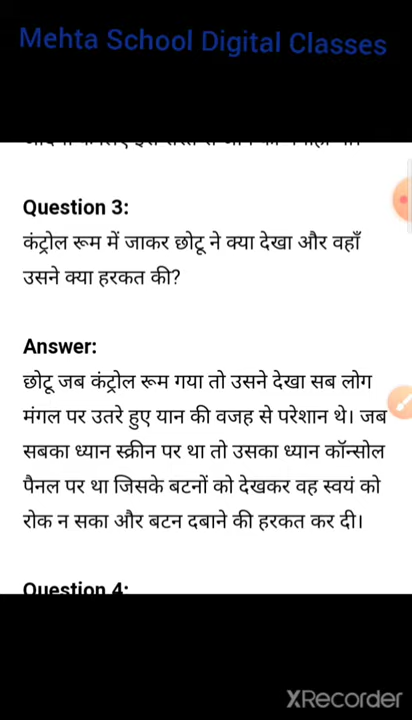 Mehta School Digital Classes
Question 3:
कंट्रोल रूम में जाकर छोटू ने क्या देखा और वहाँ
उसने क्या हरकत की?
Answer:
छोटू जब कंट्रोल रूम गया तो उसने देखा सब लोग
मंगल पर उतरे हुए यान की वजह से परेशान थे। जब
सबका ध्यान स्क्रीन पर था तो उसका ध्यान कॉन्सोल
पैनल पर था जिसके बटनों को देखकर वह स्वयं को
रोक न सका और बटन दबाने की हरकत कर दी।
Question 4:
XRecorder